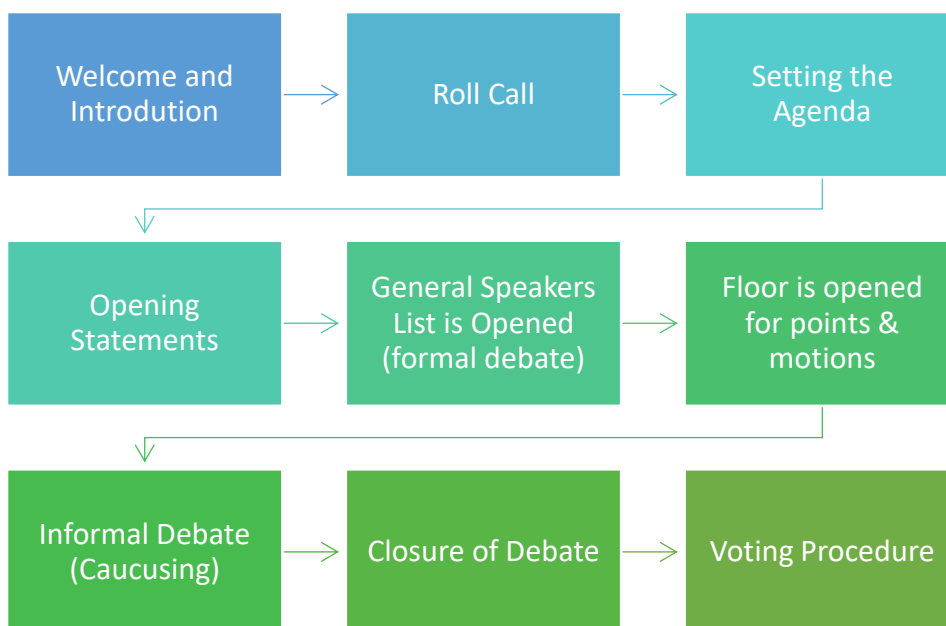 Welcome and
Introdution
Roll Call
Setting the
Agenda
Opening
Statements
General Speakers
List is Opened
(formal debate)
Floor is opened
for points &
motions
Informal Debate
(Caucusing)
Closure of Debate
Voting Procedure